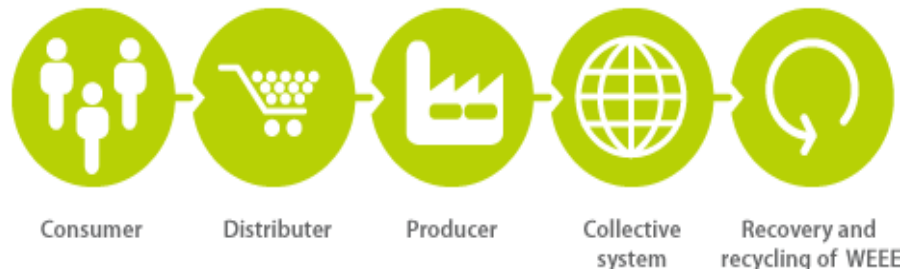 Consumer
Distributer
Producer
Collective
system
Recovery and
recycling of WEEE